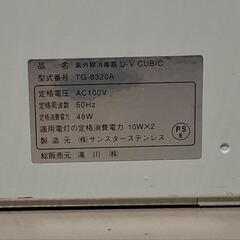 品名 紫外線消毒器 U-V CUBIC
型式番号 TG-8320A
定格電圧 AC100V
定格周波数 50Hz
定格消費電力 48W
適用電灯の定格消費電力 10W×2
製造元 (株)サンスターステンレス
総販売元 滝川(株)
PS
E